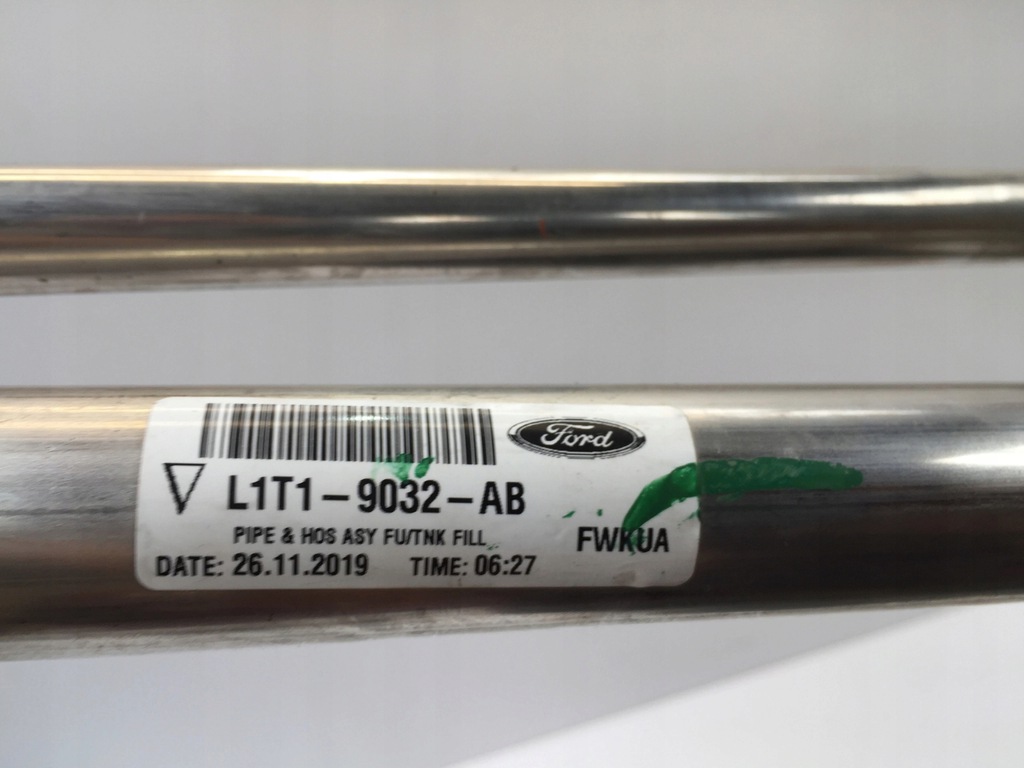 Ford
L1T1-9032-AB
PIPE & HOS ASY FU/TNK FILL
FWKUA
DATE: 26.11.2019 TIME: 06:27